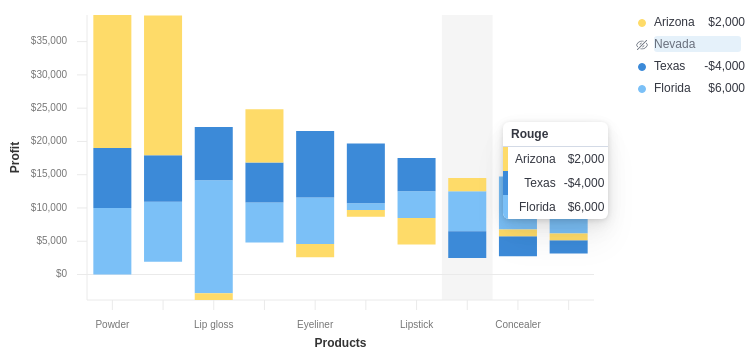 Profit
$35,000
$30,000
$25,000
$20,000
$15,000
$10,000
$5,000
$0
Powder
Lip gloss
Eyeliner
Lipstick
Concealer
Products
Rouge
Arizona $2,000
Texas -$4,000
Florida $6,000
Arizona $2,000
Nevada
Texas -$4,000
Florida $6,000